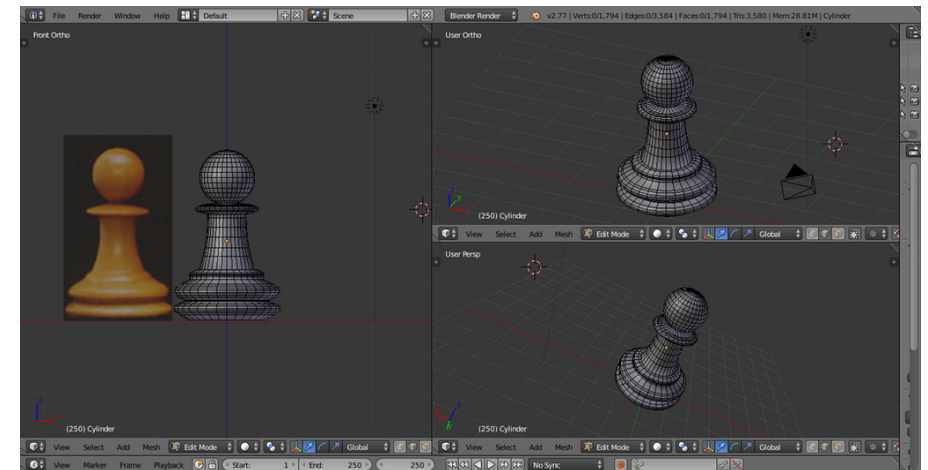 File Render Window Help Default Scene Blender Render v2.77 | Verts:0/1,794 | Edges:0/3,584 | Faces:0/1,794 | Tris:3,580 | Mem:28.81M | Cylinder
Front Ortho
User Ortho
(250) Cylinder
View Select Add Mesh Edit Mode Global
User Persp
(250) Cylinder
(250) Cylinder
View Select Add Mesh Edit Mode Global
View Select Add Mesh Edit Mode Global
View Marker Frame Playback Start: 1 End: 250 250 No Sync